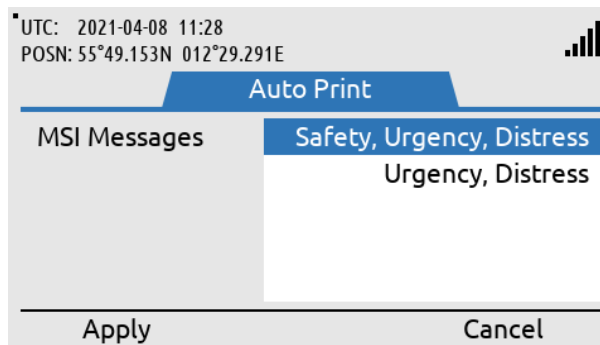 UTC: 2021-04-08 11:28
POSN: 55°49.153N 012°29.291E
Auto Print
MSI Messages
Safety, Urgency, Distress
Urgency, Distress
Apply
Cancel